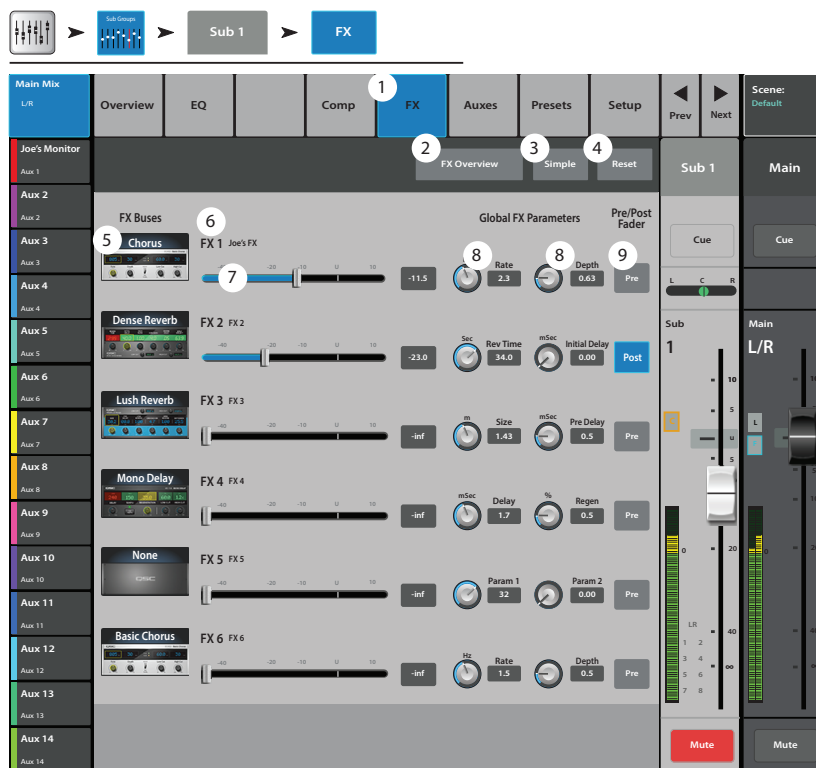 Sub Groups
Sub 1
FX
Main Mix
L/R
Overview
EQ
Comp
1
FX
Auxes
Presets
Setup
Prev
Next
Scene:
Default
Joe's Monitor
Aux 1
Aux 2
Aux 2
Aux 3
Aux 3
Aux 4
Aux 4
Aux 5
Aux 5
Aux 6
Aux 6
Aux 7
Aux 7
Aux 8
Aux 8
Aux 9
Aux 9
Aux 10
Aux 10
Aux 11
Aux 11
Aux 12
Aux 12
Aux 13
Aux 13
Aux 14
Aux 14
2
FX Overview
3
Simple
4
Reset
FX Buses
6
Global FX Parameters
Pre/Post
Fader
5
Chorus
FX 1 Joe's FX
7
-20 U 10
-11.5
8
Rate
2.3
8
Depth
0.63
9
Pre
Dense Reverb
FX 2 FX 2
-40 -20 U 10
-23.0
Sec
Rev Time
34.0
mSec
Initial Delay
0.00
Post
Lush Reverb
FX 3 FX 3
-40 -20 U 10
-inf
m
Size
1.43
mSec
Pre Delay
0.5
Pre
Mono Delay
FX 4 FX 4
-40 -20 U 10
-inf
mSec
Delay
1.7
%
Regen
0.5
Pre
None
QSC
FX 5 FX 5
-40 -20 U 10
-inf
Param 1
32
Param 2
0.00
Pre
Basic Chorus
FX 6 FX 6
-40 -20 U 10
-inf
Hz
Rate
1.5
Depth
0.5
Pre
Sub 1
Cue
L C R
Sub
1
10
5
U
5
0
20
LR
1 2
40
3 4
5 6
∞
7 8
Mute
Main
Cue
Main
L/R
L
Mute